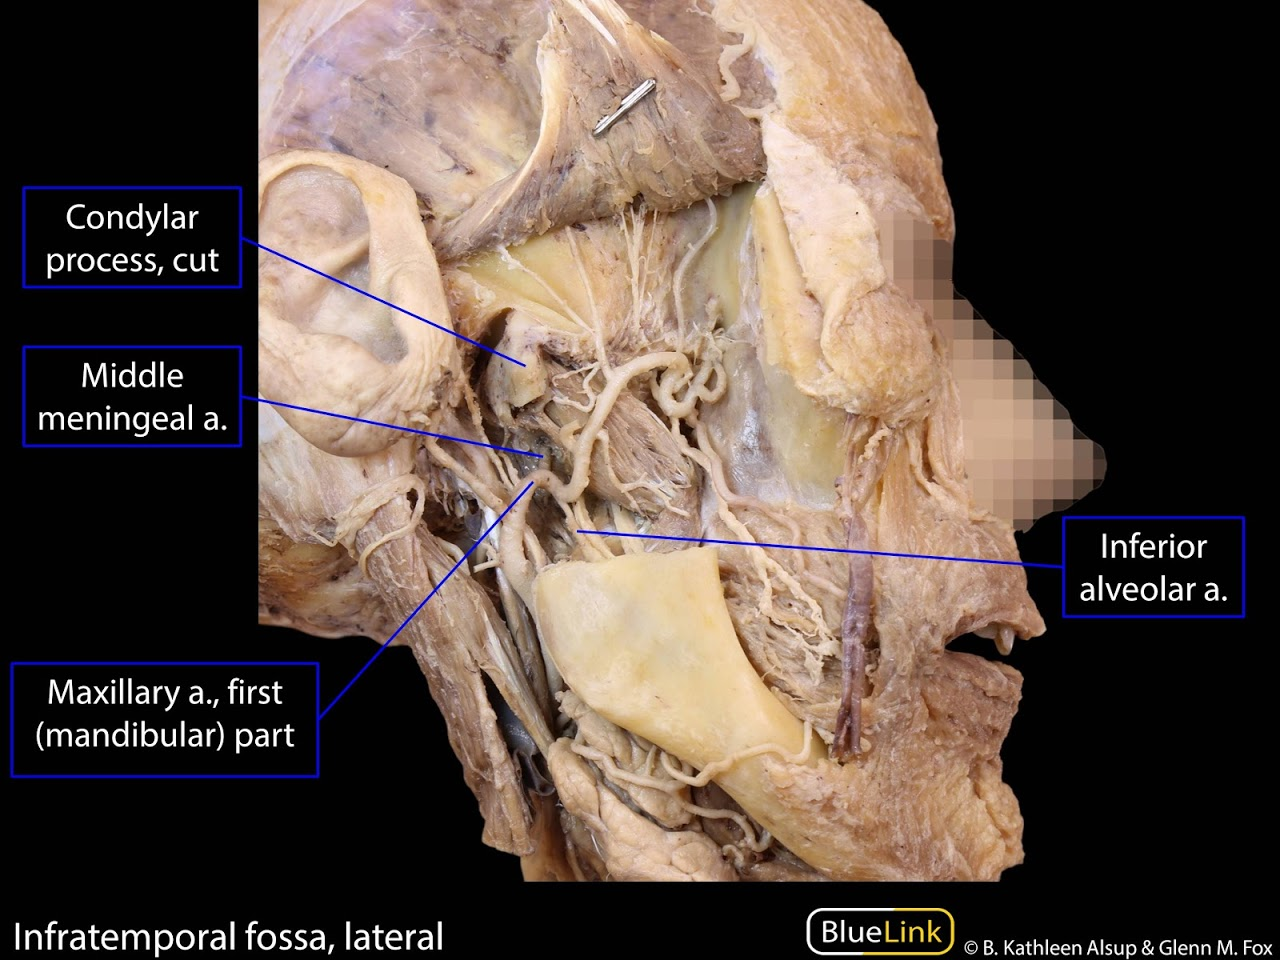 Condylar
process, cut
Middle
meningeal a.
Inferior
alveolar a.
Maxillary a., first
(mandibular) part
Infratemporal fossa, lateral
BlueLink
© B. Kathleen Alsup & Glenn M. Fox